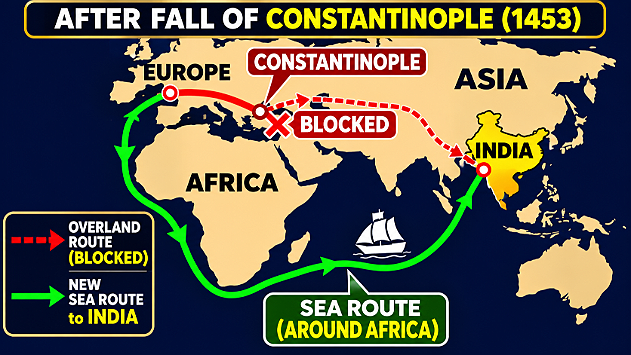 AFTER FALL OF CONSTANTINOPLE (1453)
EUROPE
CONSTANTINOPLE
ASIA
BLOCKED
INDIA
AFRICA
OVERLAND
ROUTE
(BLOCKED)
NEW
SEA ROUTE
to INDIA
SEA ROUTE
(AROUND AFRICA)